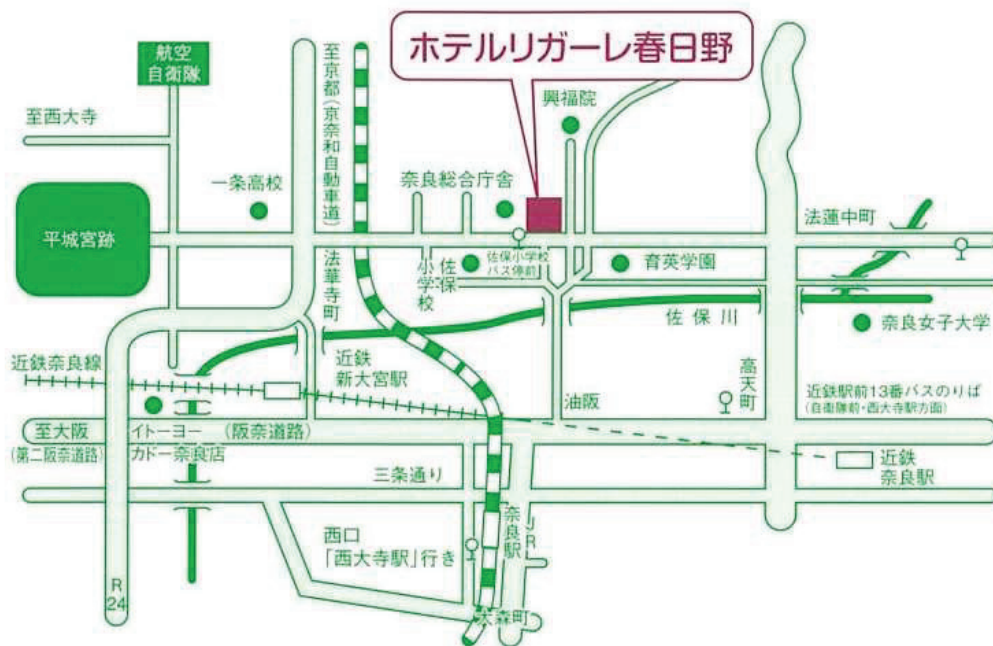 ホテルリガーレ春日野
航空
自衛隊
至西大寺
至京都(京奈和自動車道)
興福院
一条高校
奈良総合庁舎
法蓮中町
平城宮跡
法華寺町
佐保
小学校
佐保小学校
バス停前
育英学園
佐保川
奈良女子大学
近鉄奈良線
近鉄
新大宮駅
高天町
油阪
近鉄駅前13番バスのりば
(自衛隊前・西大寺駅方面)
至大阪
(第二阪奈道路)
イトーヨー
カドー奈良店
(阪奈道路)
近鉄
奈良駅
三条通り
西口
「西大寺駅」行き
JR
奈良駅
R
24
大森町